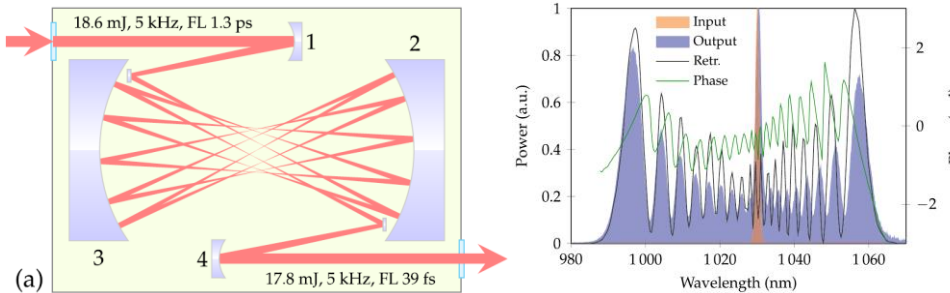 18.6 mJ, 5 kHz, FL 1.3 ps
1
2
3
4
17.8 mJ, 5 kHz, FL 39 fs
(a)
Input
Output
Retr.
Phase
Power (a.u.)
1
0.8
0.6
0.4
0.2
0
2
0
−2
980
1 000
1 020
1 040
1 060
Wavelength (nm)